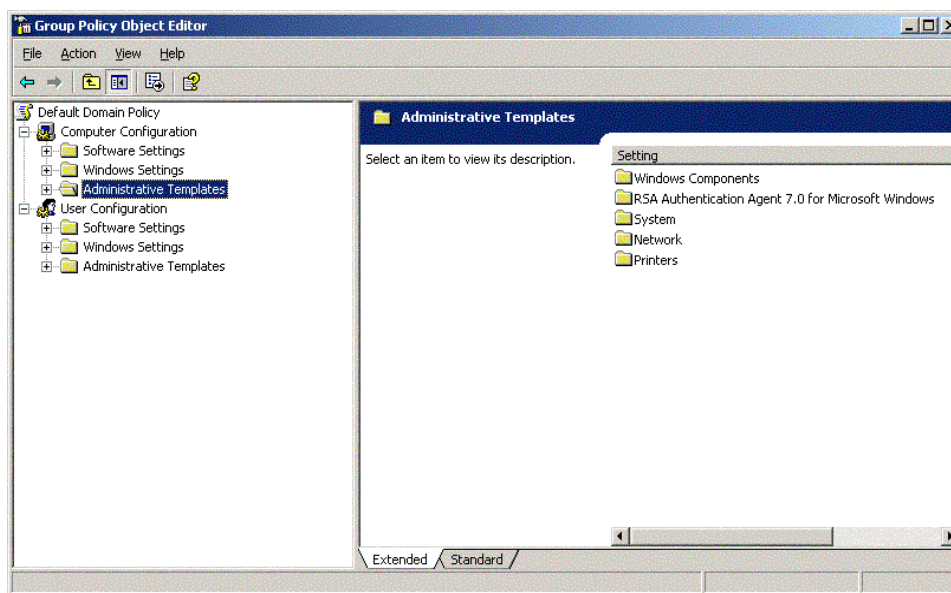 Group Policy Object Editor
File Action View Help
Default Domain Policy
Computer Configuration
Software Settings
Windows Settings
Administrative Templates
User Configuration
Software Settings
Windows Settings
Administrative Templates
Administrative Templates
Select an item to view its description.
Setting
Windows Components
RSA Authentication Agent 7.0 for Microsoft Windows
System
Network
Printers
Extended Standard